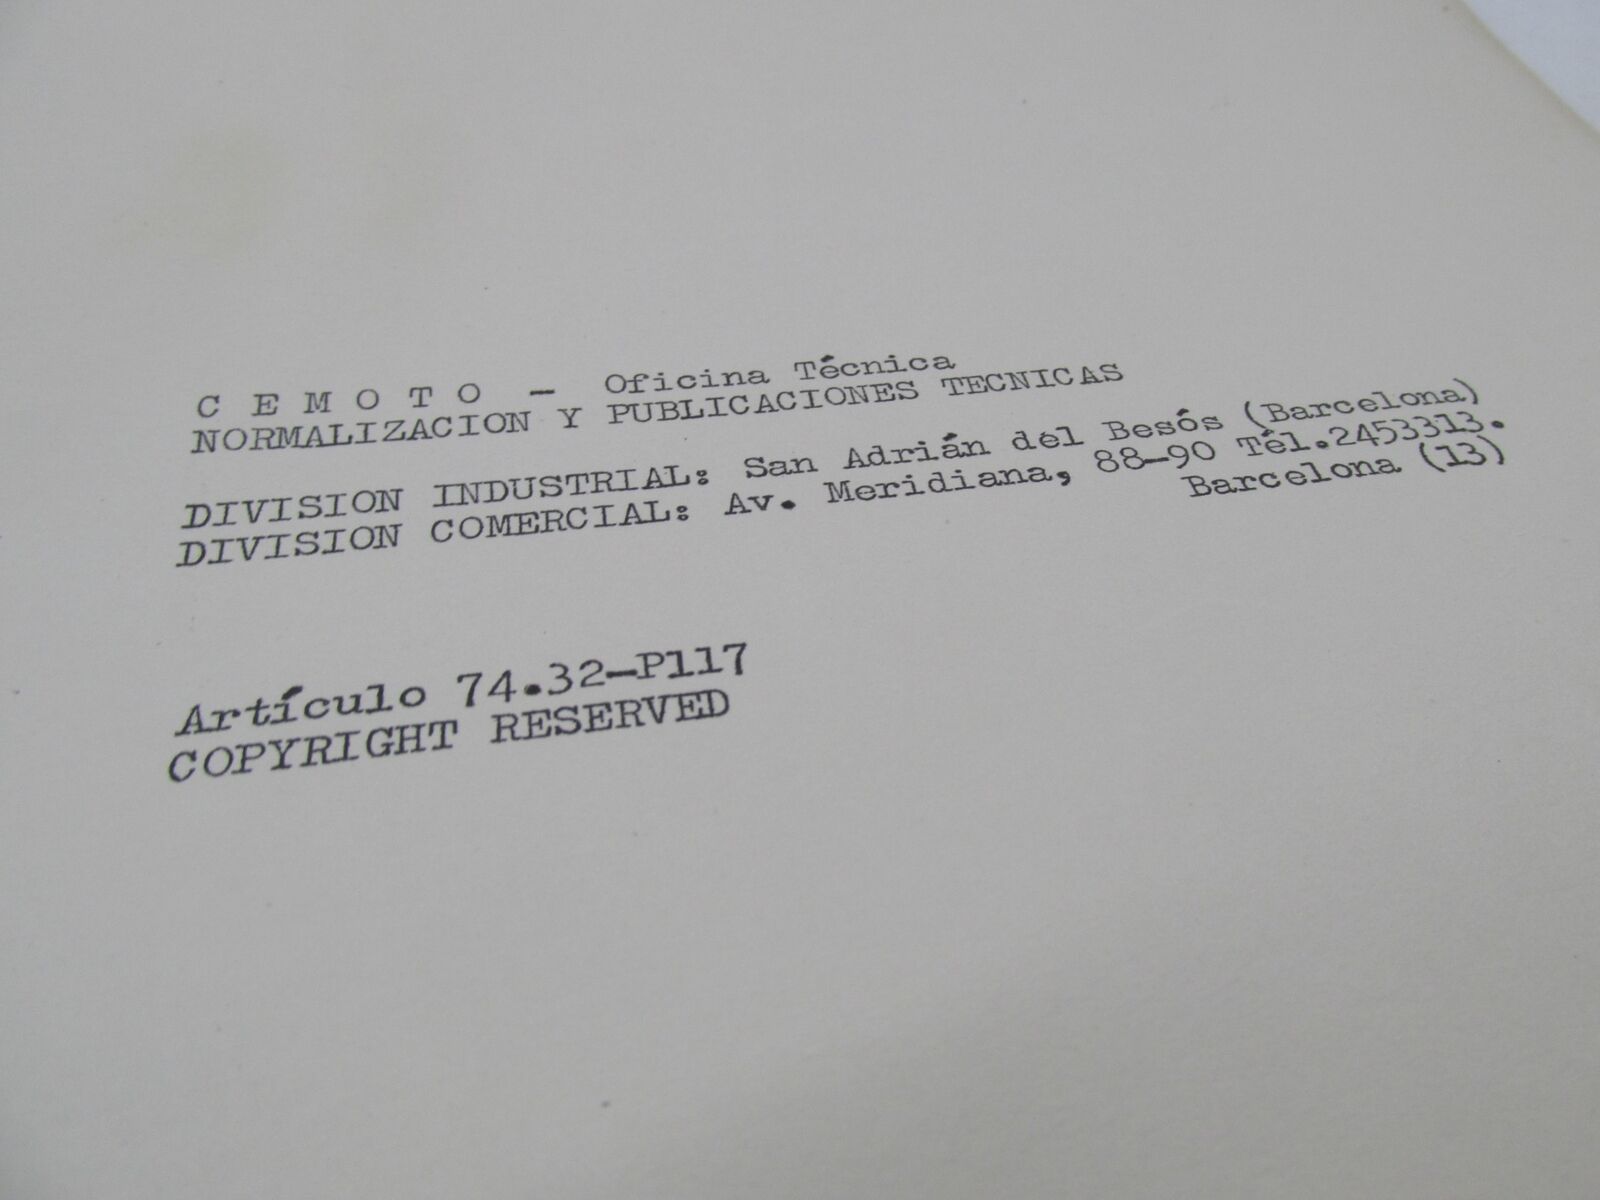 C E M O T O - Oficina Técnica
NORMALIZACION Y PUBLICACIONES TECNICAS
DIVISION INDUSTRIAL: San Adrián del Besós (Barcelona)
DIVISION COMERCIAL: Av. Meridiana, 88-90 Tél.2453313.
Barcelona (13)
Artículo 74.32-P117
COPYRIGHT RESERVED